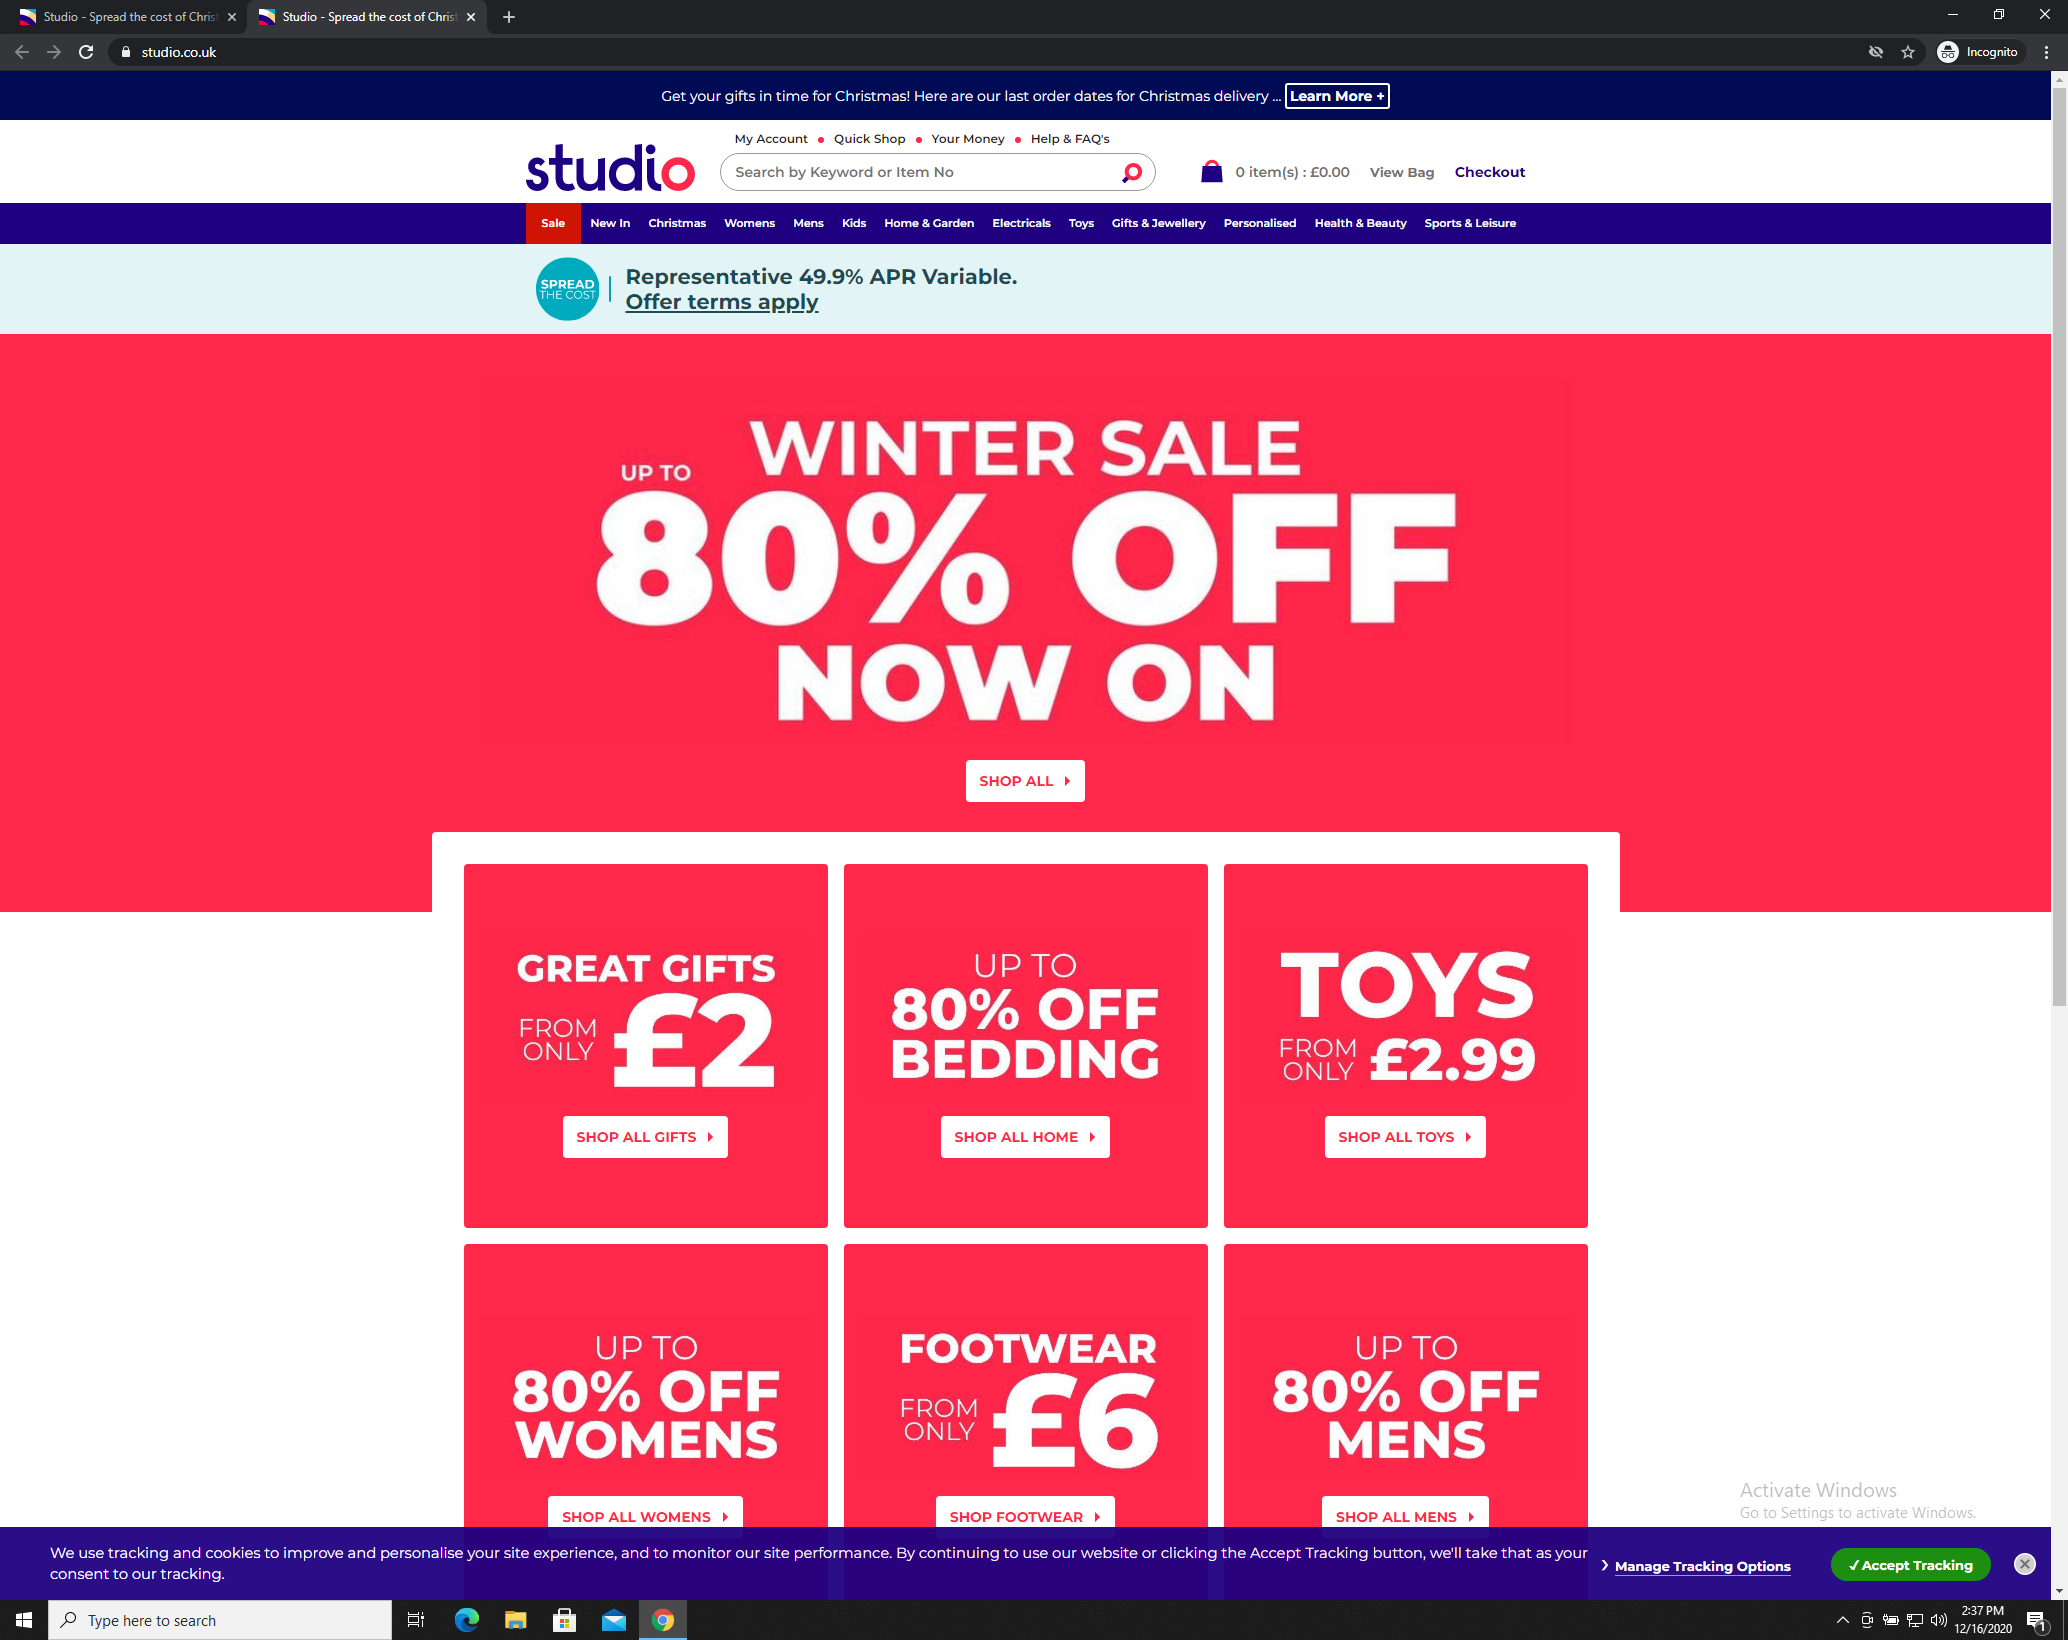 Studio - Spread the cost of Chris
Studio - Spread the cost of Chris
studio.co.uk
Incognito
Get your gifts in time for Christmas! Here are our last order dates for Christmas delivery ... Learn More +
My Account Quick Shop Your Money Help & FAQ's
studio
Search by Keyword or Item No
0 item(s) : £0.00 View Bag Checkout
Sale New In Christmas Womens Mens Kids Home & Garden Electricals Toys Gifts & Jewellery Personalised Health & Beauty Sports & Leisure
SPREAD
THE COST
Representative 49.9% APR Variable.
Offer terms apply
WINTER SALE
UP TO
80% OFF
NOW ON
SHOP ALL
GREAT GIFTS
FROM
ONLY
£2
SHOP ALL GIFTS
UP TO
80% OFF
BEDDING
SHOP ALL HOME
TOYS
FROM
ONLY
£2.99
SHOP ALL TOYS
UP TO
80% OFF
WOMENS
SHOP ALL WOMENS
FOOTWEAR
FROM
ONLY
£6
SHOP FOOTWEAR
UP TO
80% OFF
MENS
SHOP ALL MENS
Activate Windows
Go to Settings to activate Windows.
We use tracking and cookies to improve and personalise your site experience, and to monitor our site performance. By continuing to use our website or clicking the Accept Tracking button, we'll take that as your
consent to our tracking.
Manage Tracking Options
✓ Accept Tracking
Type here to search
2:37 PM
12/16/2020
1